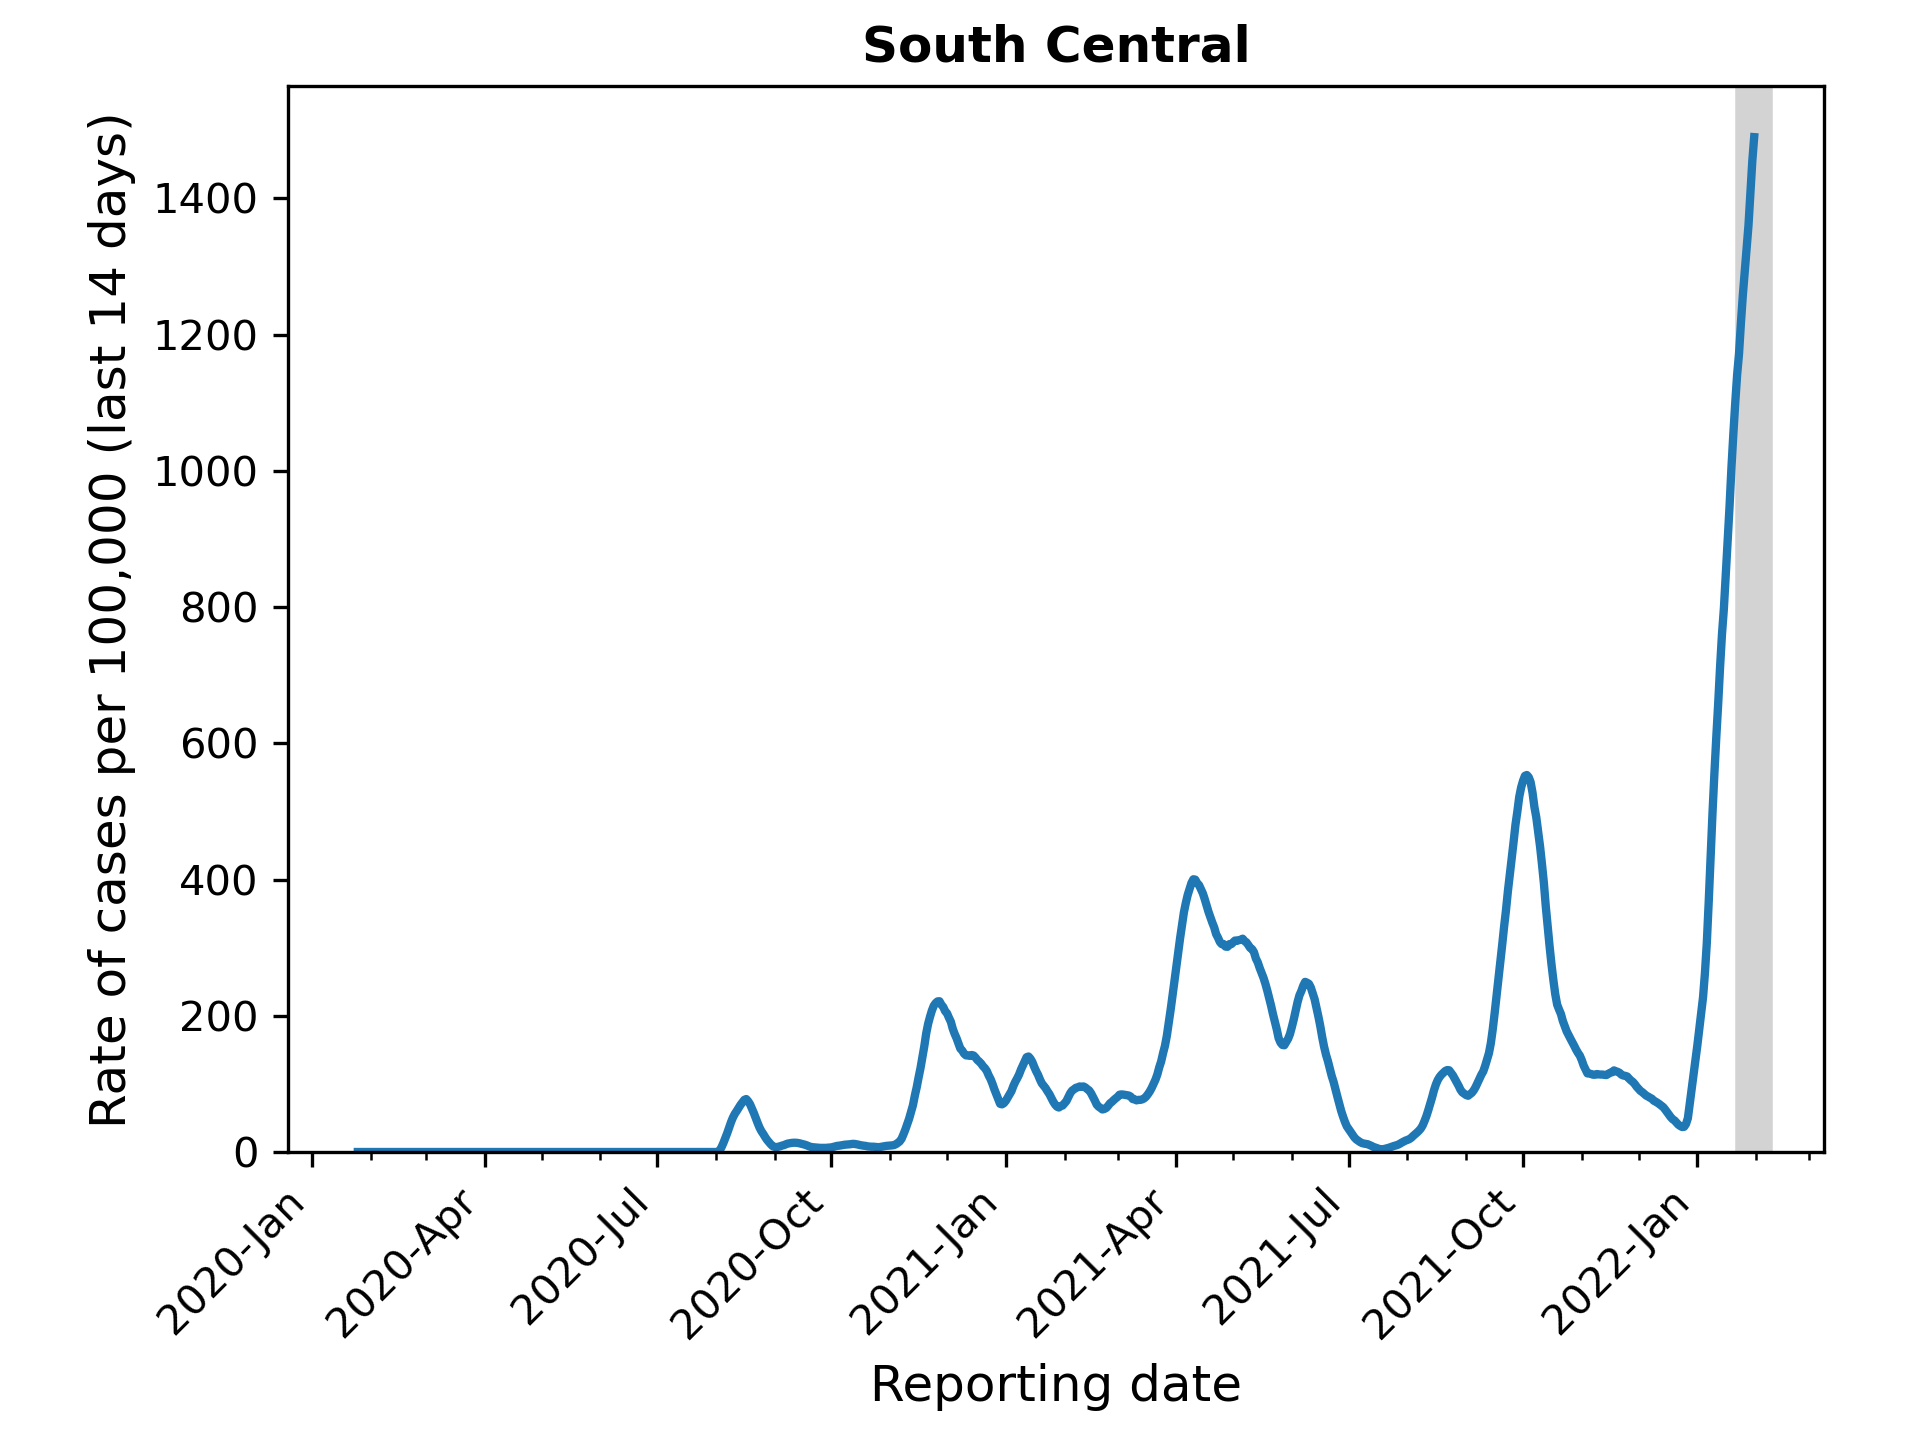 South Central
Rate of cases per 100,000 (last 14 days)
1400
1200
1000
800
600
400
200
0
2020-Jan
2020-Apr
2020-Jul
2020-Oct
2021-Jan
2021-Apr
2021-Jul
2021-Oct
2022-Jan
Reporting date